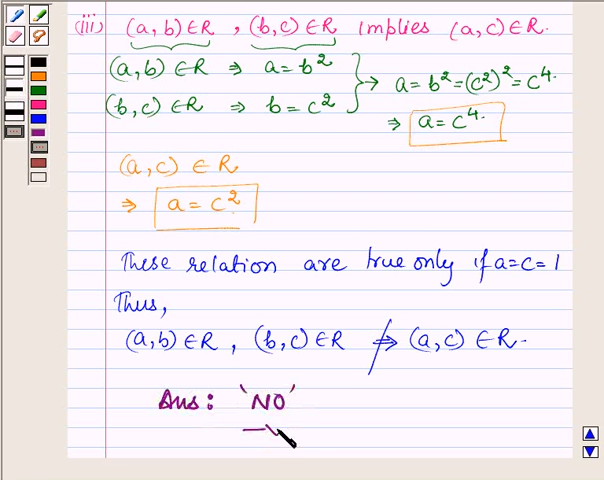 (iii) (a, b) ∈ R , (b, c) ∈ R implies (a, c) ∈ R.
(a, b) ∈ R ⇒ a = b²
(b, c) ∈ R ⇒ b = c²
→ a = b² = (c²)² = c⁴.
⇒ a = c⁴.
(a, c) ∈ R
⇒ a = c²
These relation are true only if a = c = 1
Thus,
(a, b) ∈ R , (b, c) ∈ R ⇏ (a, c) ∈ R.
Ans : 'NO'